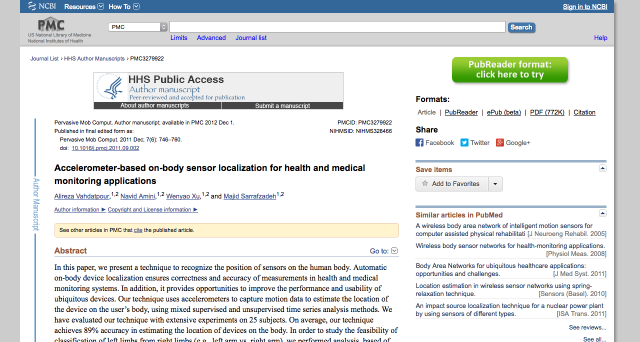 NCBI Resources How To Sign in to NCBI
PMC
US National Library of Medicine
National Institutes of Health
PMC Search
Limits Advanced Journal list Help
Journal List > HHS Author Manuscripts > PMC3279922
HHS Public Access
Author manuscript
Peer-reviewed and accepted for publication
About author manuscripts Submit a manuscript
Author Manuscript
Pervasive Mob Comput. Author manuscript; available in PMC 2012 Dec 1. PMCID: PMC3279922
Published in final edited form as: NIHMSID: NIHMS328466
Pervasive Mob Comput. 2011 Dec; 7(6): 746–760.
doi: 10.1016/j.pmcj.2011.09.002
Accelerometer-based on-body sensor localization for health and medical
monitoring applications
Alireza Vahdatpour,1,2 Navid Amini,1,2 Wenyao Xu,1,2 and Majid Sarrafzadeh1,2
Author information ► Copyright and License information ►
See other articles in PMC that cite the published article.
Abstract Go to:
In this paper, we present a technique to recognize the position of sensors on the human body. Automatic
on-body device localization ensures correctness and accuracy of measurements in health and medical
monitoring systems. In addition, it provides opportunities to improve the performance and usability of
ubiquitous devices. Our technique uses accelerometers to capture motion data to estimate the location of
the device on the user's body, using mixed supervised and unsupervised time series analysis methods. We
have evaluated our technique with extensive experiments on 25 subjects. On average, our technique
achieves 89% accuracy in estimating the location of devices on the body. In order to study the feasibility of
classification of left limbs from right limbs (e.g., left arm vs. right arm), we performed analysis, based of
PubReader format:
click here to try
Formats:
Article | PubReader | ePub (beta) | PDF (772K) | Citation
Share
Facebook Twitter Google+
Save items
Add to Favorites
Similar articles in PubMed
A wireless body area network of intelligent motion sensors for
computer assisted physical rehabilitati [J Neuroeng Rehabil. 2005]
Wireless body sensor networks for health-monitoring applications.
[Physiol Meas. 2008]
Body Area Networks for ubiquitous healthcare applications:
opportunities and challenges. [J Med Syst. 2011]
Location estimation in wireless sensor networks using spring-
relaxation technique. [Sensors (Basel). 2010]
An impact source localization technique for a nuclear power plant
by using sensors of different types. [ISA Trans. 2011]
See reviews...
See all...